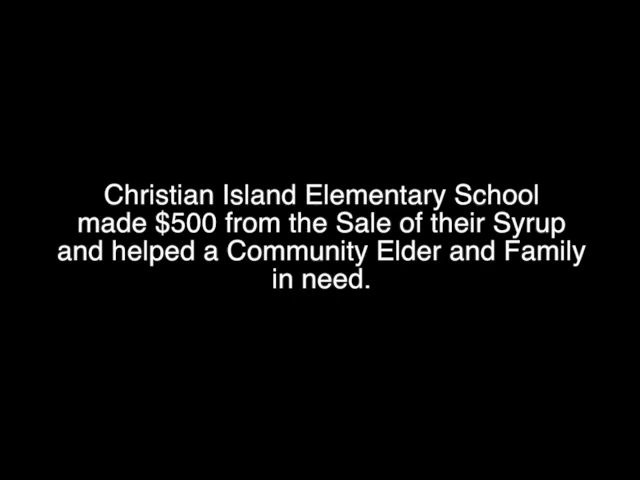 Christian Island Elementary School
made $500 from the Sale of their Syrup
and helped a Community Elder and Family
in need.